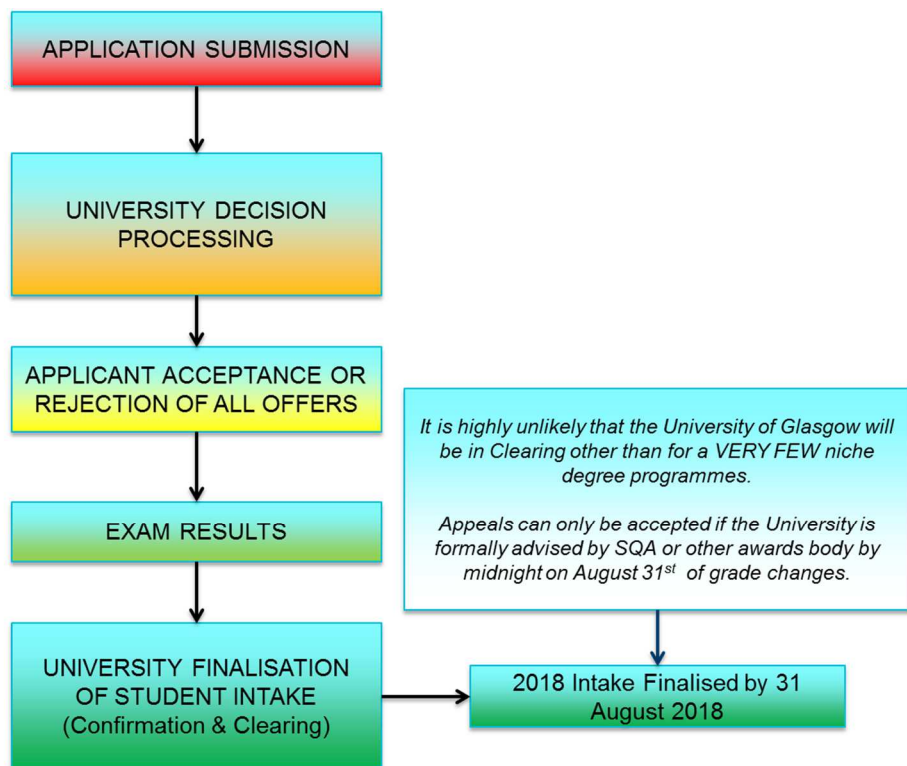 APPLICATION SUBMISSION
UNIVERSITY DECISION
PROCESSING
APPLICANT ACCEPTANCE OR
REJECTION OF ALL OFFERS
EXAM RESULTS
UNIVERSITY FINALISATION
OF STUDENT INTAKE
(Confirmation & Clearing)
It is highly unlikely that the University of Glasgow will
be in Clearing other than for a VERY FEW niche
degree programmes.
Appeals can only be accepted if the University is
formally advised by SQA or other awards body by
midnight on August 31st of grade changes.
2018 Intake Finalised by 31
August 2018